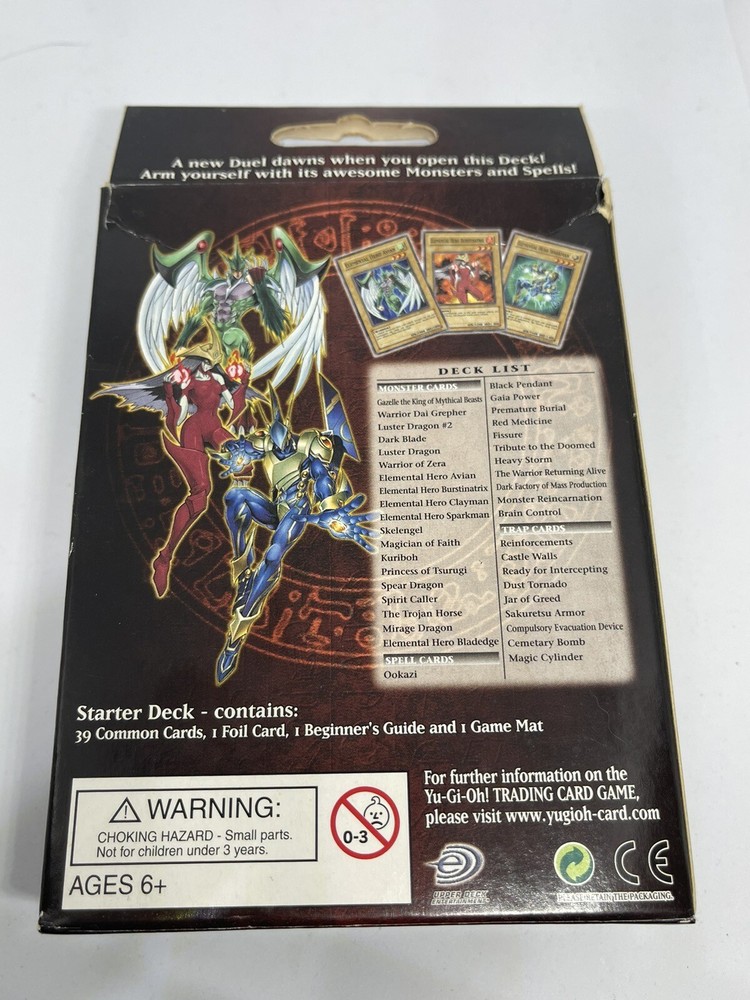 A new Duel dawns when you open this Deck!
Arm yourself with its awesome Monsters and Spells!
DECK LIST
MONSTER CARDS
Gazelle the King of Mythical Beasts
Warrior Dai Grepher
Luster Dragon #2
Dark Blade
Luster Dragon
Warrior of Zera
Elemental Hero Avian
Elemental Hero Burstinatrix
Elemental Hero Clayman
Elemental Hero Sparkman
Skelengel
Magician of Faith
Kuriboh
Princess of Tsurugi
Spear Dragon
Spirit Caller
The Trojan Horse
Mirage Dragon
Elemental Hero Bladedge
SPELL CARDS
Ookazi
Black Pendant
Gaia Power
Premature Burial
Red Medicine
Fissure
Tribute to the Doomed
Heavy Storm
The Warrior Returning Alive
Dark Factory of Mass Production
Monster Reincarnation
Brain Control
TRAP CARDS
Reinforcements
Castle Walls
Ready for Intercepting
Dust Tornado
Jar of Greed
Sakuretsu Armor
Compulsory Evacuation Device
Cemetary Bomb
Magic Cylinder
Starter Deck - contains:
39 Common Cards, 1 Foil Card, 1 Beginner's Guide and 1 Game Mat
WARNING:
CHOKING HAZARD - Small parts.
Not for children under 3 years.
0-3
AGES 6+
For further information on the
Yu-Gi-Oh! TRADING CARD GAME,
please visit www.yugioh-card.com
UPPER DECK
ENTERTAINMENT
CE
PLEASE RETAIN THE PACKAGING.